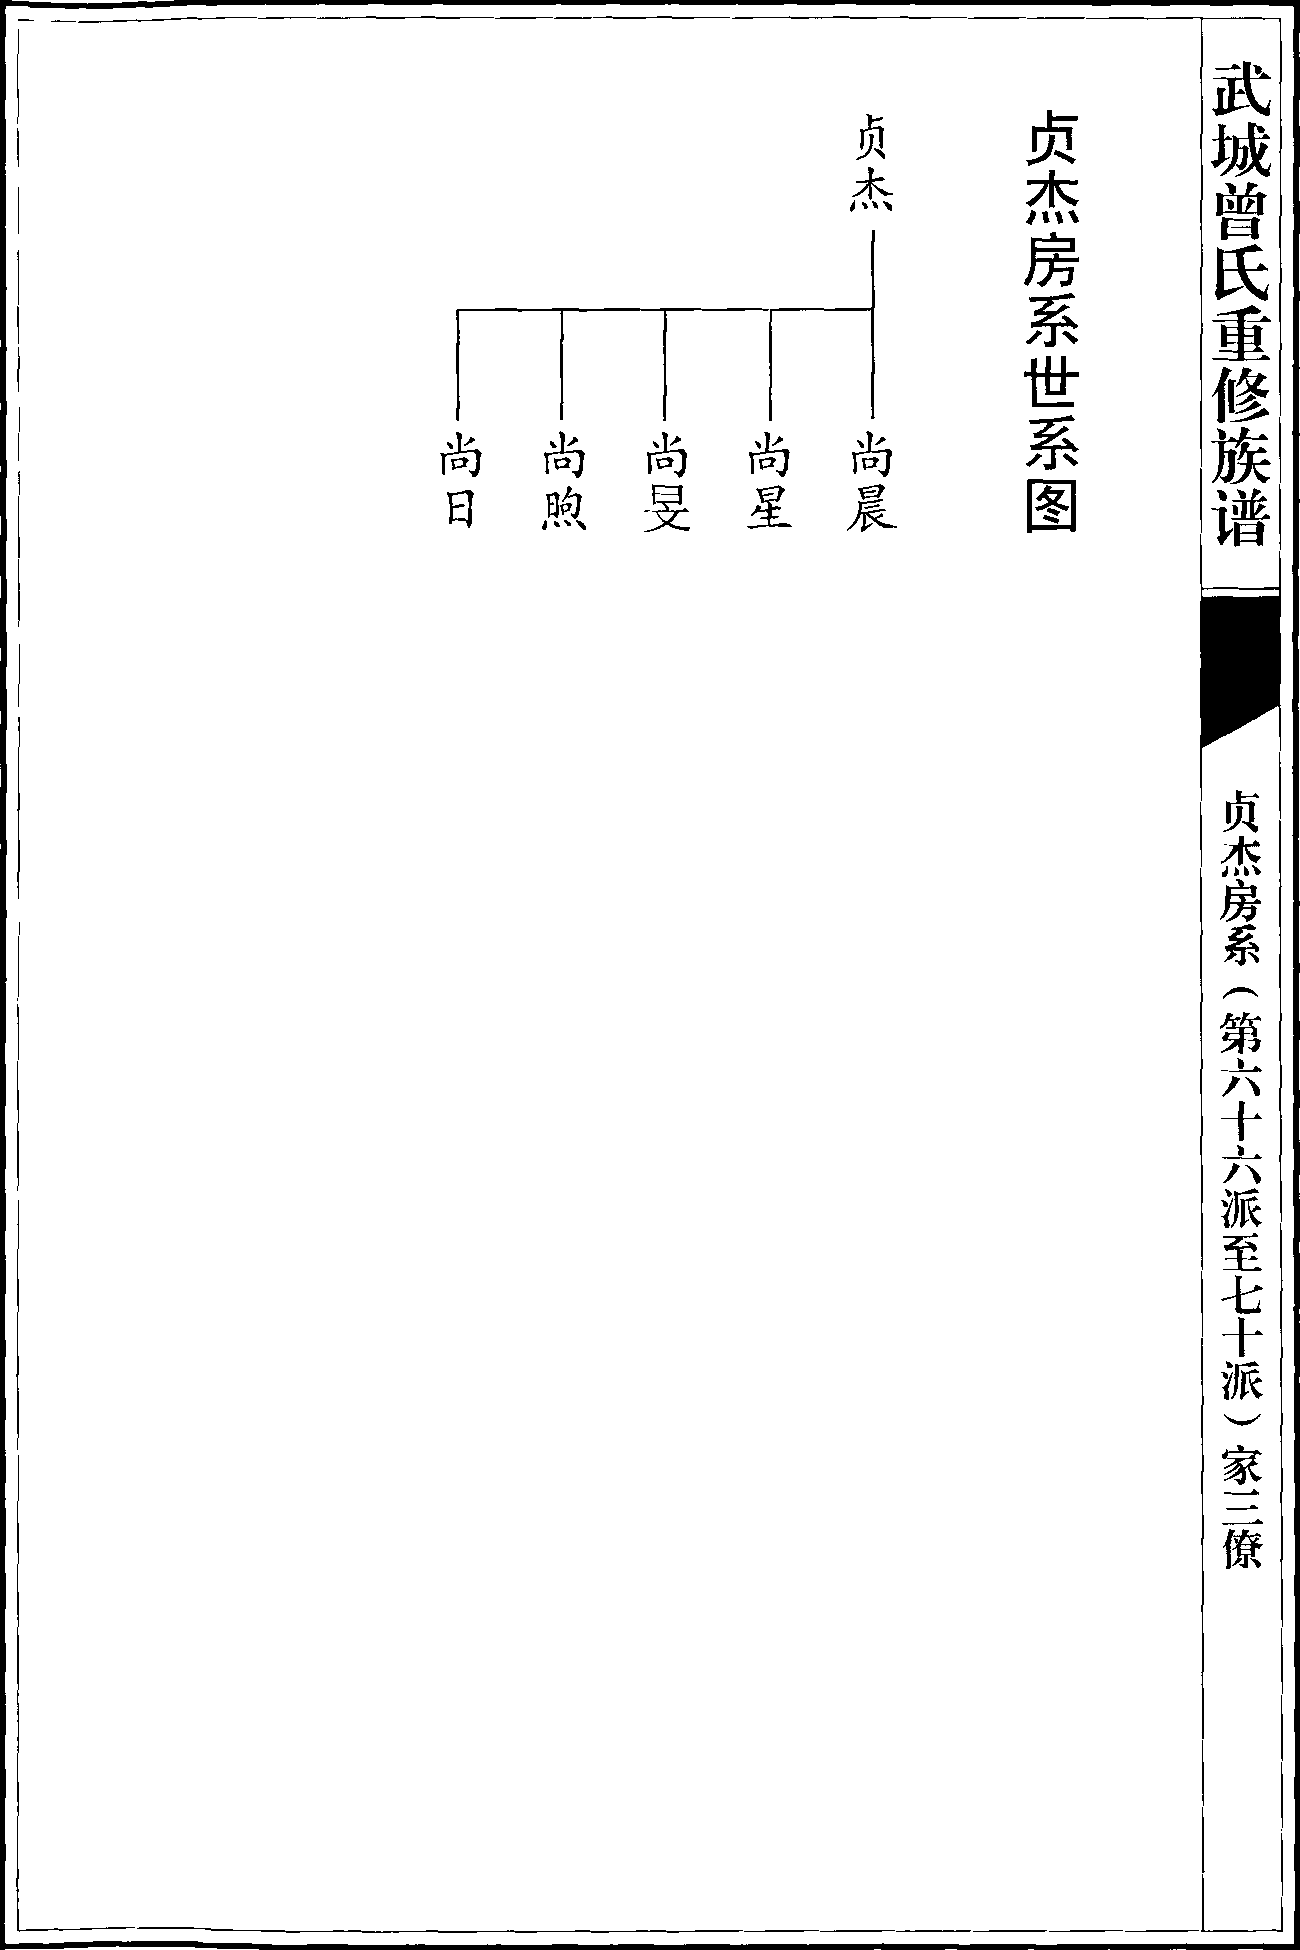 武城曾氏重修族谱
贞杰房系（第六十六派至七十派）家三僚
贞杰房系世系图
贞杰
尚晨
尚星
尚旻
尚煦
尚日